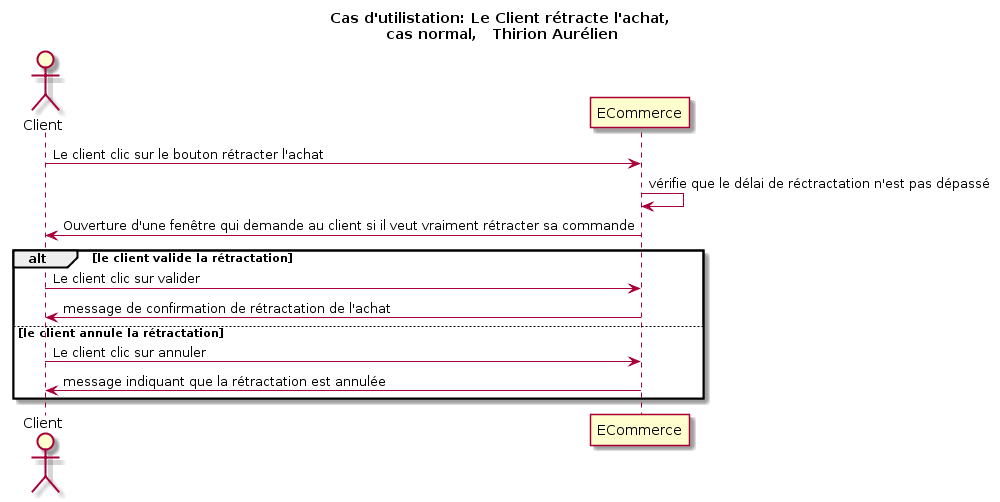 Cas d'utilistation: Le Client rétracte l'achat,
cas normal, Thirion Aurélien
Client
ECommerce
Le client clic sur le bouton rétracter l'achat
vérifie que le délai de réctractation n'est pas dépassé
Ouverture d'une fenêtre qui demande au client si il veut vraiment rétracter sa commande
alt
[le client valide la rétractation]
Le client clic sur valider
message de confirmation de rétractation de l'achat
[le client annule la rétractation]
Le client clic sur annuler
message indiquant que la rétractation est annulée
Client
ECommerce